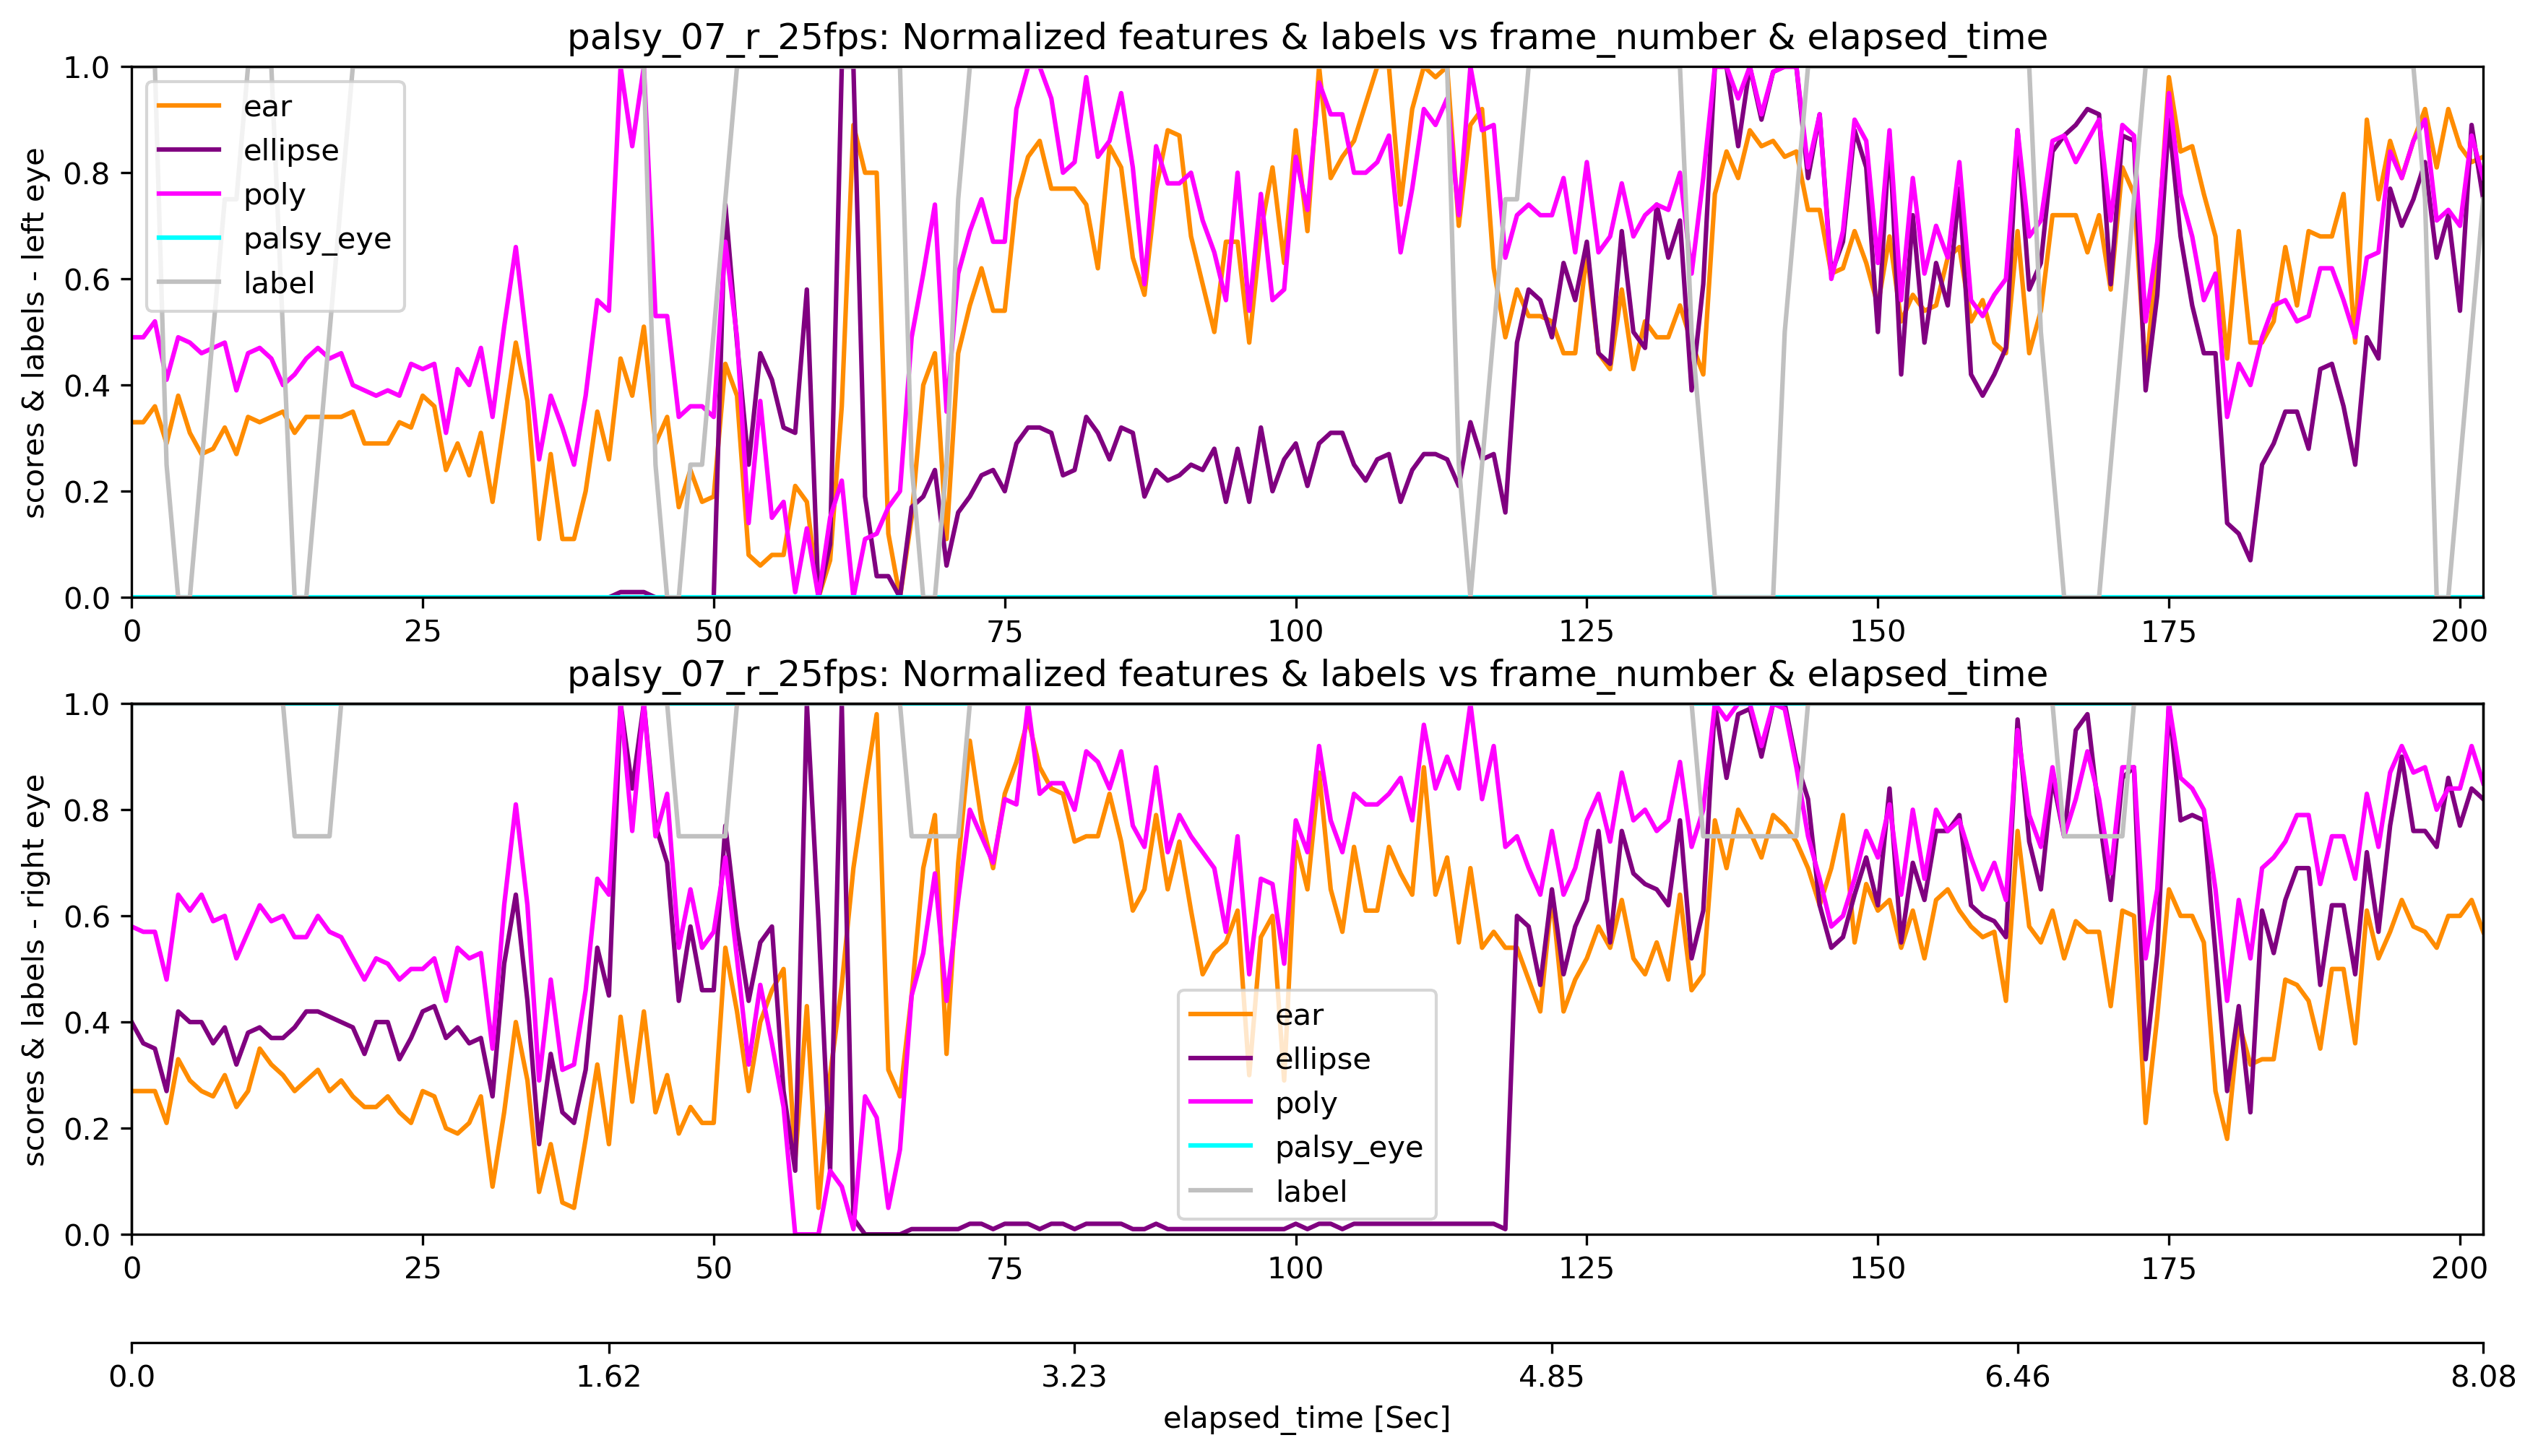 palsy_07_r_25fps: Normalized features & labels vs frame_number & elapsed_time
scores & labels - left eye
1.0
0.8
0.6
0.4
0.2
0.0
ear
ellipse
poly
palsy_eye
label
0 25 50 75 100 125 150 175 200
palsy_07_r_25fps: Normalized features & labels vs frame_number & elapsed_time
scores & labels - right eye
1.0
0.8
0.6
0.4
0.2
0.0
ear
ellipse
poly
palsy_eye
label
0 25 50 75 100 125 150 175 200
0.0 1.62 3.23 4.85 6.46 8.08
elapsed_time [Sec]